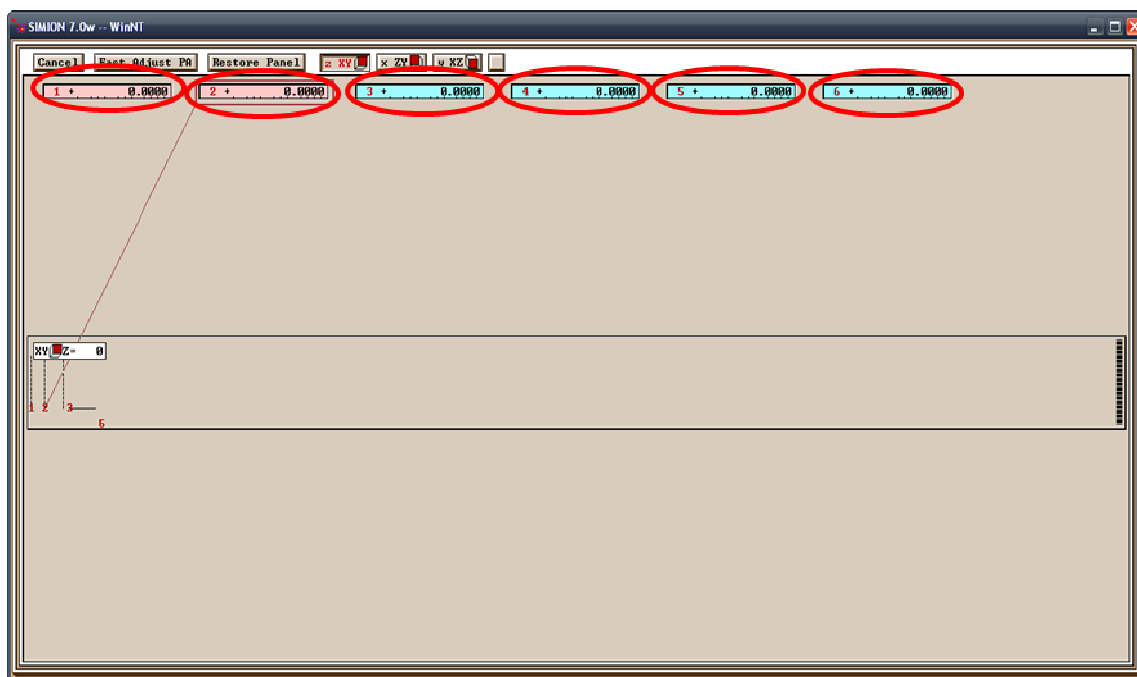 SIMION 7.0w -- WinNT
Cancel Fast Adjust PA Restore Panel z XY x ZY y XZ
1 + 0.0000 2 + 0.0000 3 + 0.0000 4 + 0.0000 5 + 0.0000 6 + 0.0000
XY Z- 0
1 2 3
6